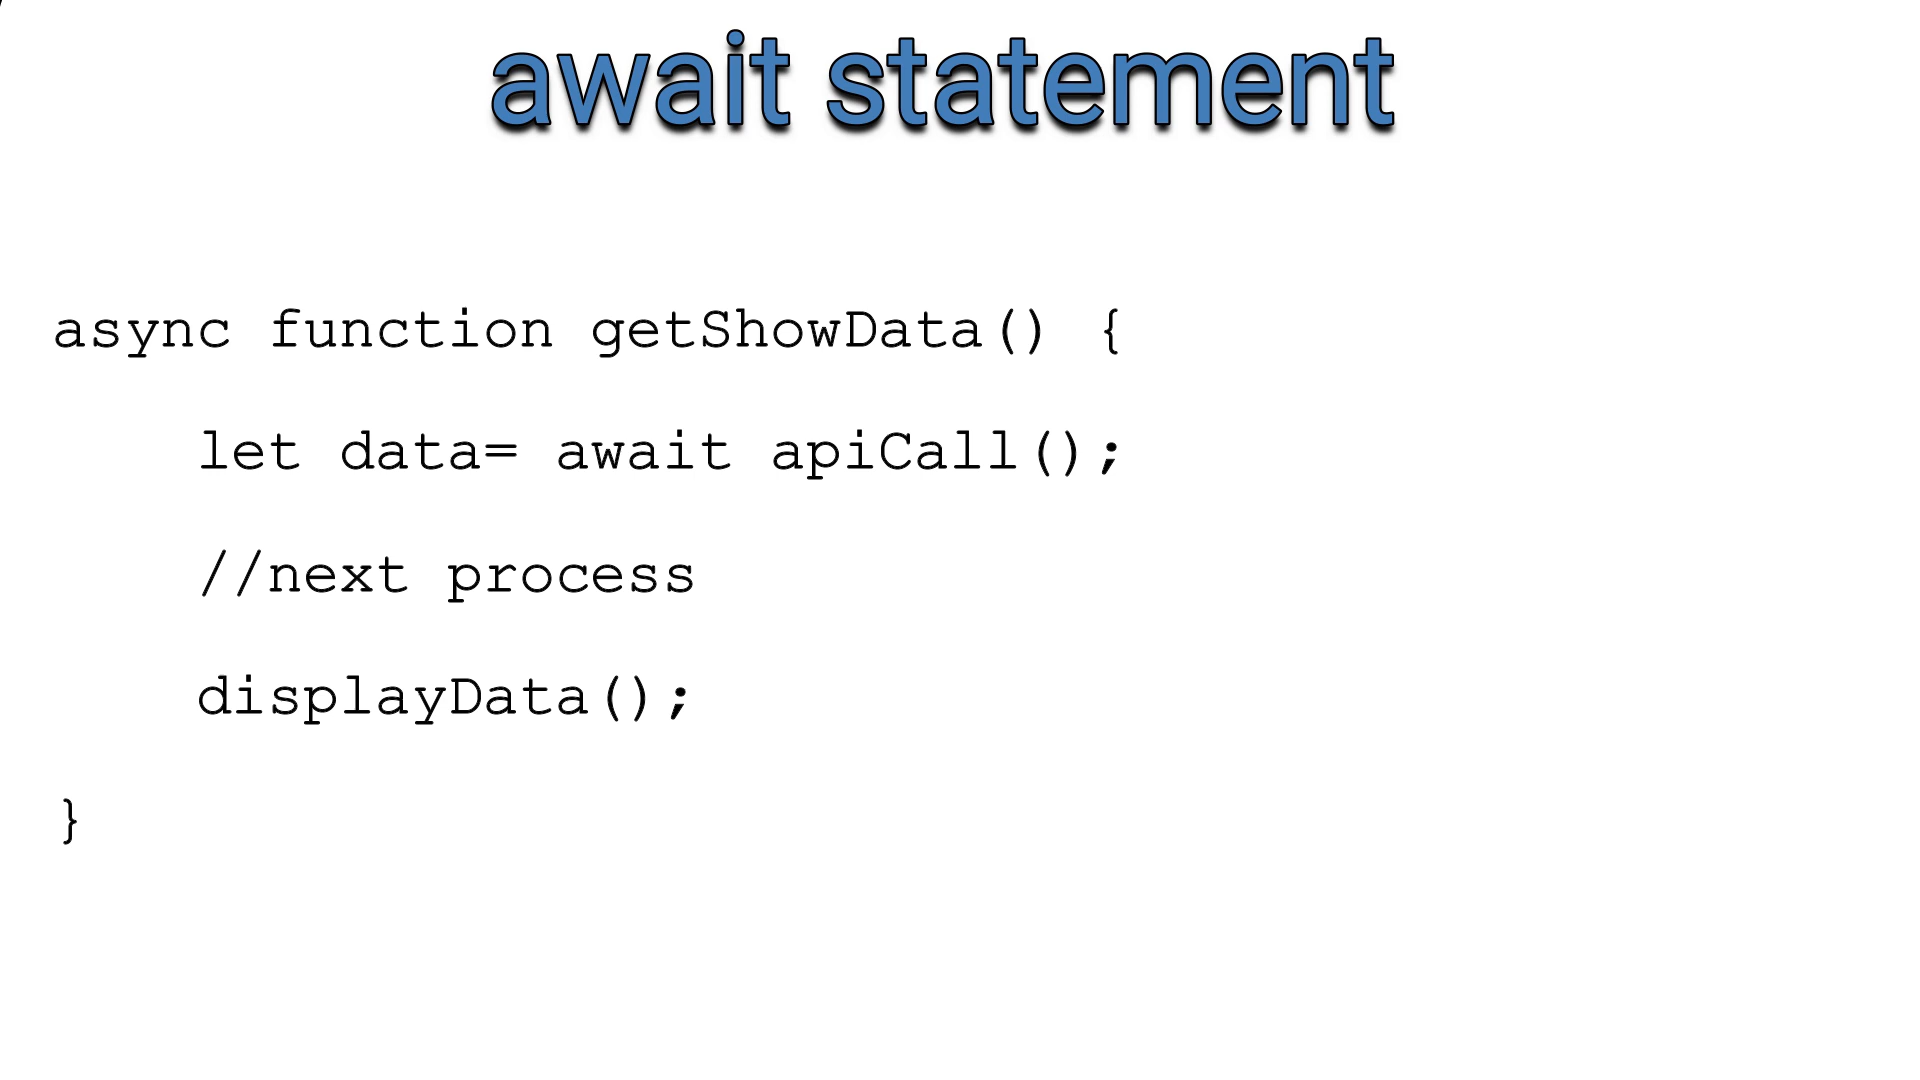 await statement
async function getShowData() {
let data= await apiCall();
//next process
displayData();
}